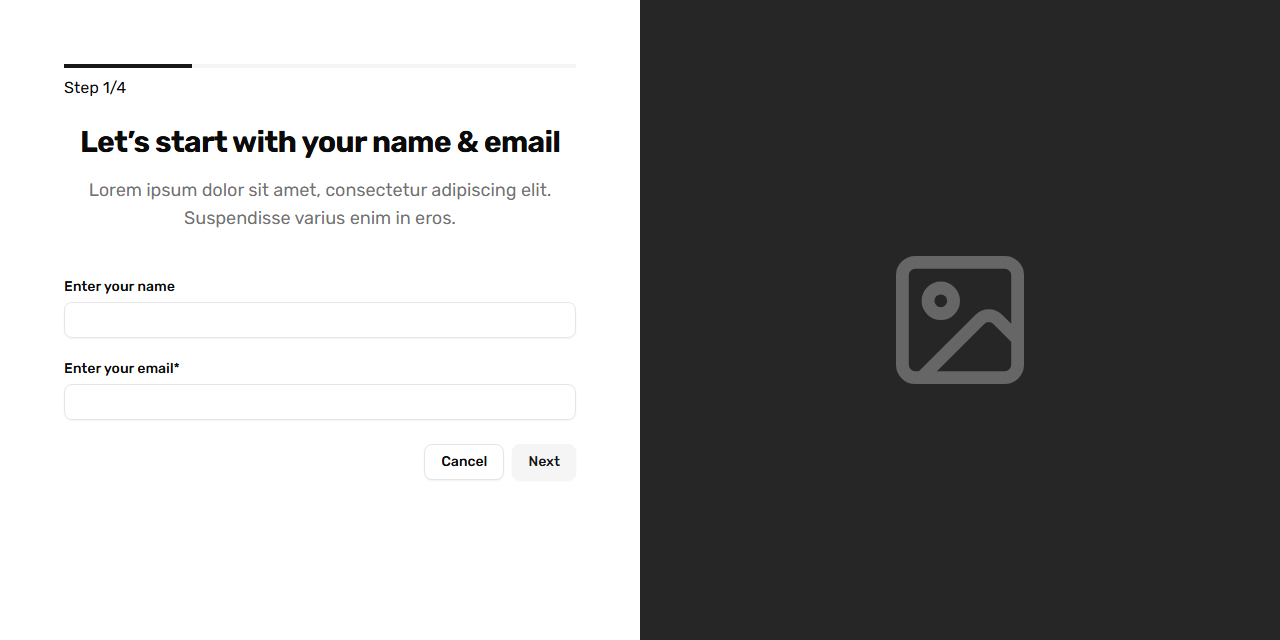 Step 1/4
Let’s start with your name & email
Lorem ipsum dolor sit amet, consectetur adipiscing elit.
Suspendisse varius enim in eros.
Enter your name
Enter your email*
Cancel Next